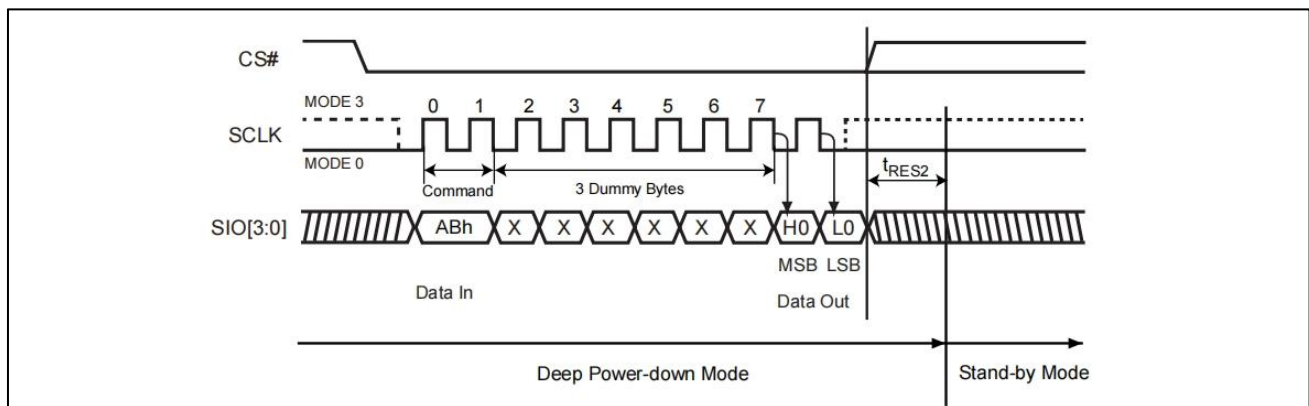 CS#
MODE 3
0 1 2 3 4 5 6 7
SCLK
MODE 0
tRES2
Command
3 Dummy Bytes
SIO[3:0]
ABh X X X X X X H0 L0
MSB LSB
Data In
Data Out
Deep Power-down Mode
Stand-by Mode